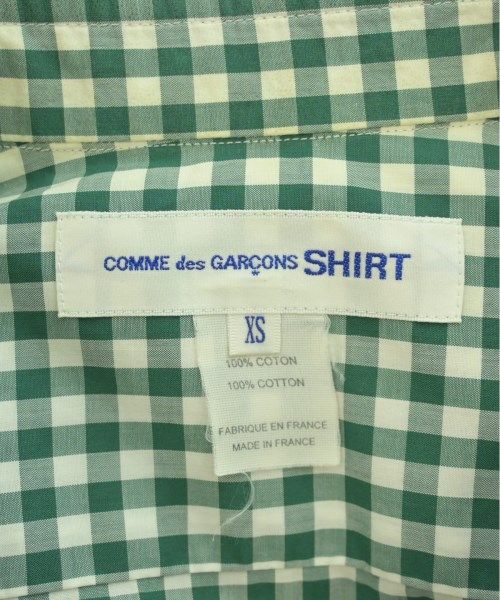 COMME des GARÇONS SHIRT
XS
100% COTON
100% COTTON
FABRIQUE EN FRANCE
MADE IN FRANCE